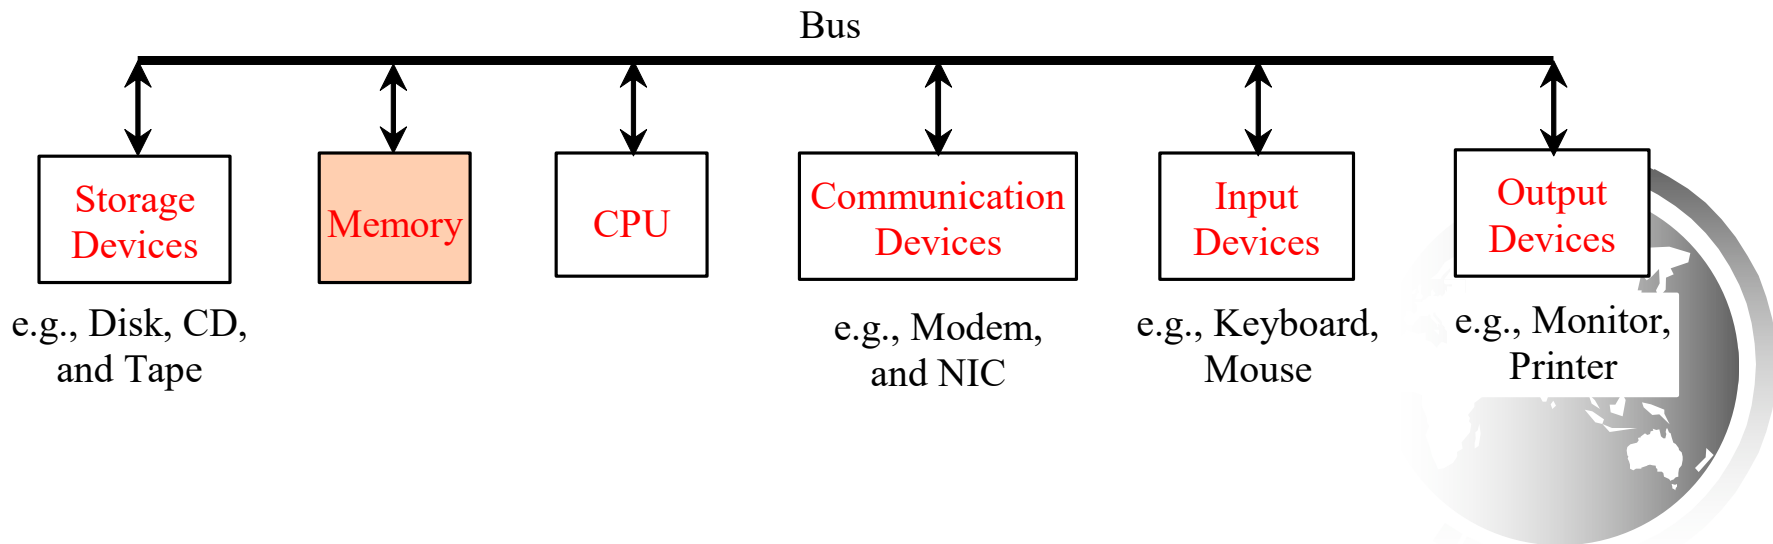 Bus
Storage
Devices
Memory
CPU
Communication
Devices
Input
Devices
Output
Devices
e.g., Disk, CD,
and Tape
e.g., Modem,
and NIC
e.g., Keyboard,
Mouse
e.g., Monitor,
Printer